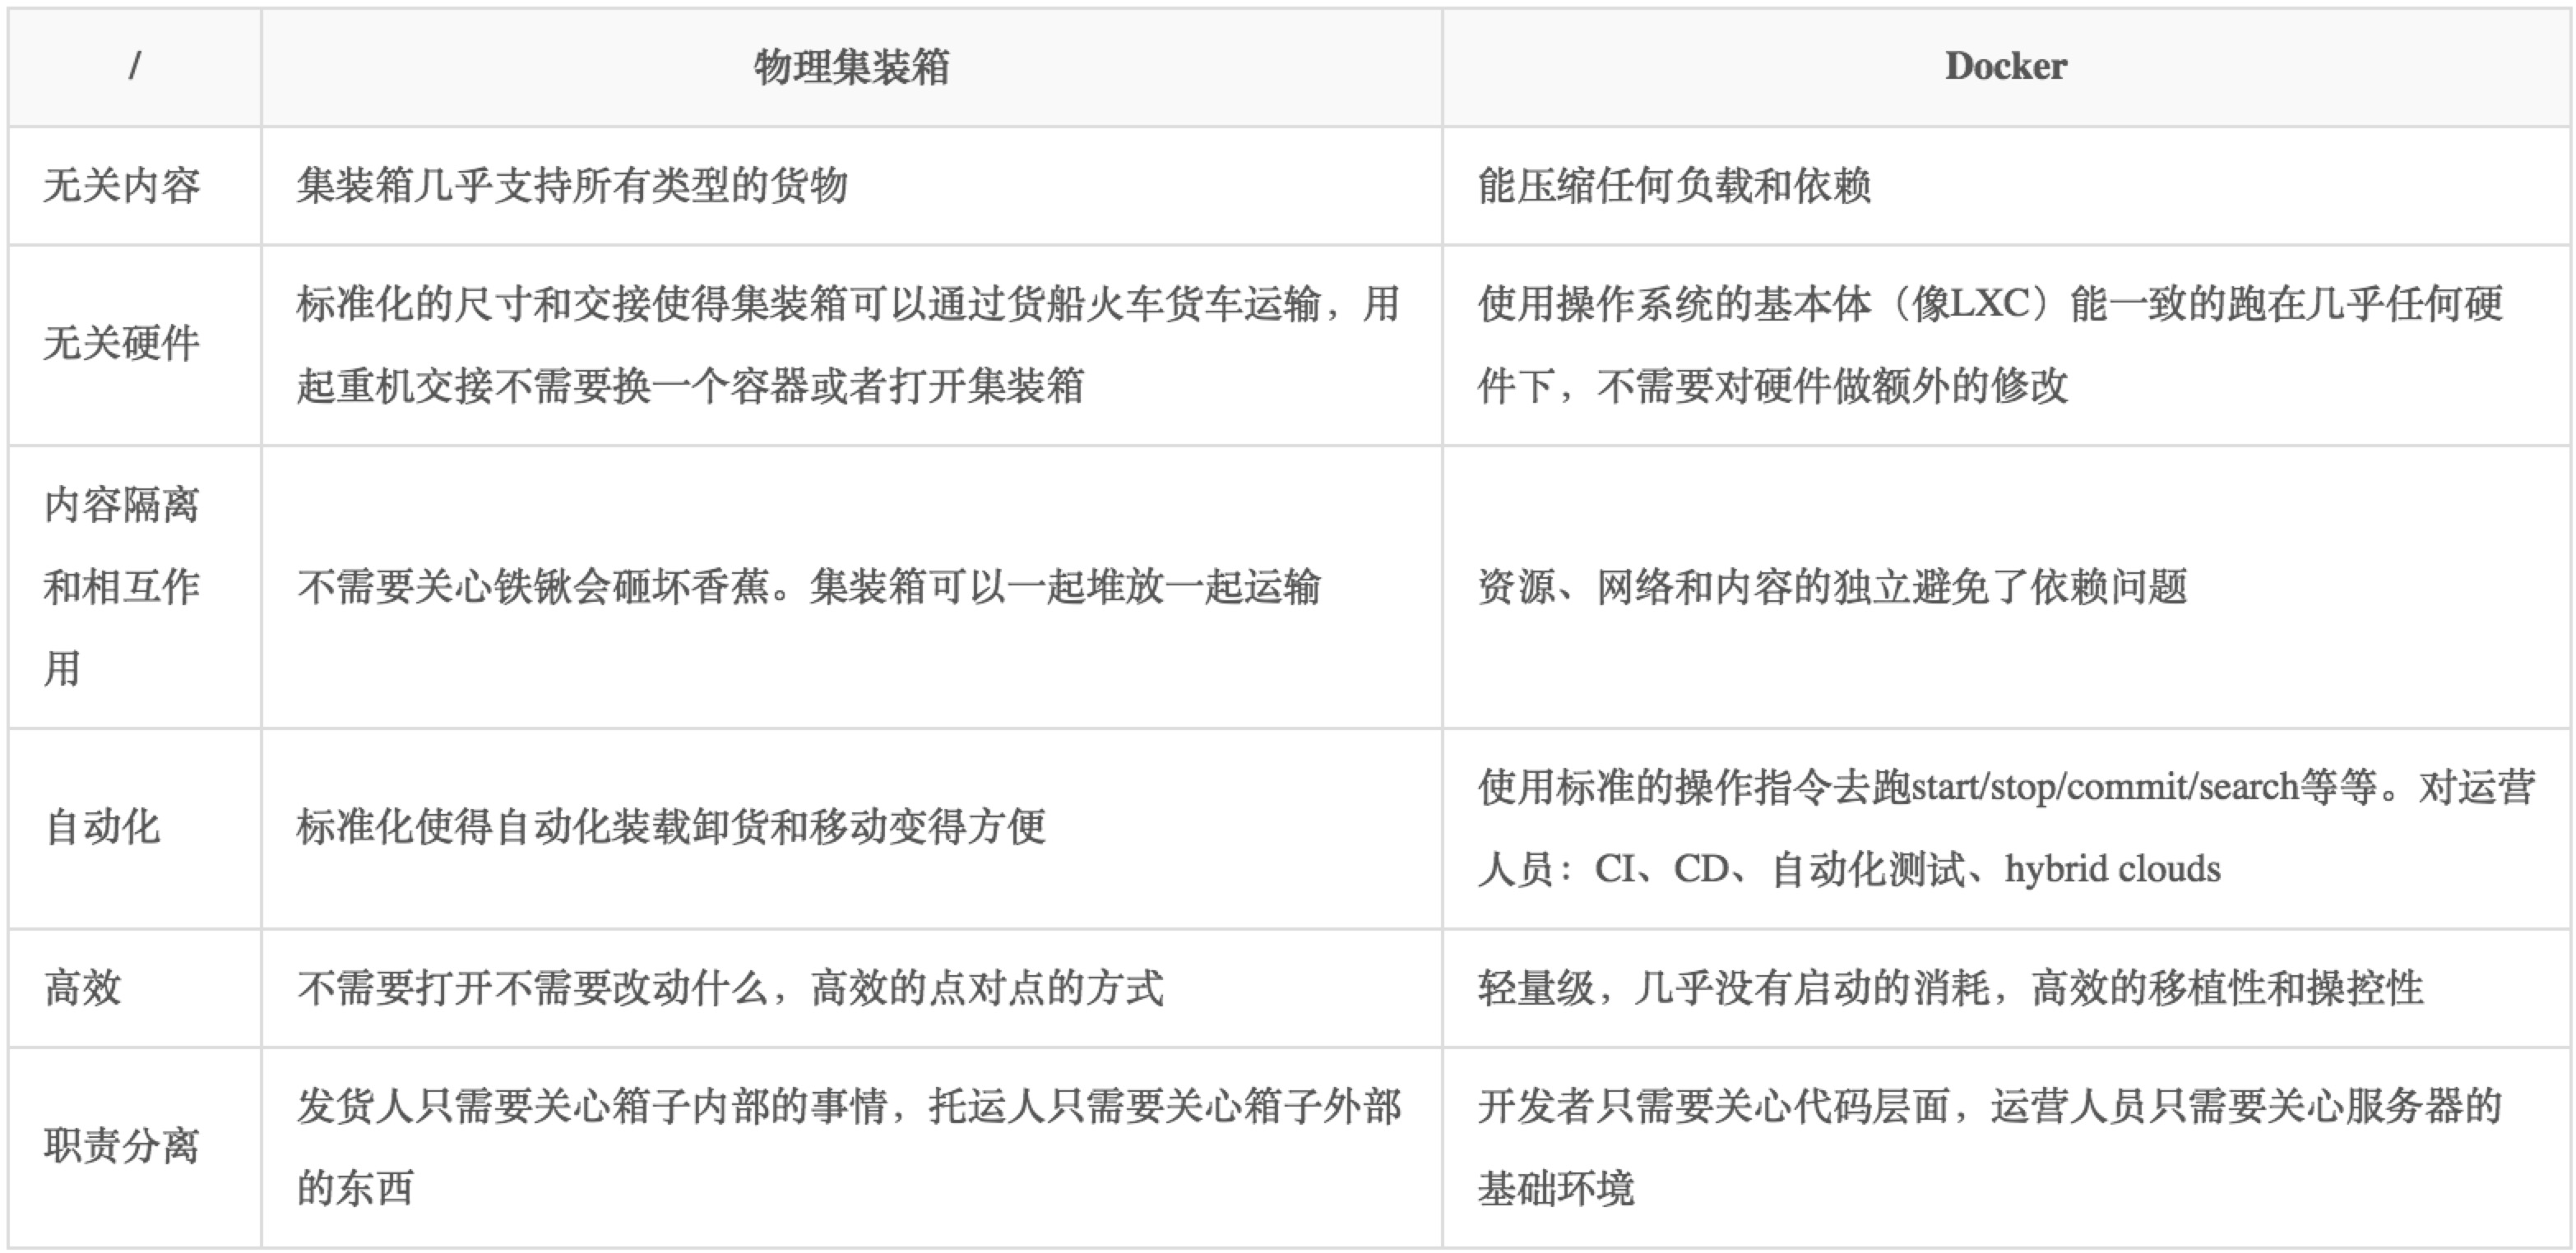 /
物理集装箱
Docker
无关内容
集装箱几乎支持所有类型的货物
能压缩任何负载和依赖
无关硬件
标准化的尺寸和交接使得集装箱可以通过货船火车货车运输，用
起重机交接不需要换一个容器或者打开集装箱
使用操作系统的基本体（像LXC）能一致的跑在几乎任何硬
件下，不需要对硬件做额外的修改
内容隔离
和相互作
用
不需要关心铁锹会砸坏香蕉。集装箱可以一起堆放一起运输
资源、网络和内容的独立避免了依赖问题
自动化
标准化使得自动化装载卸货和移动变得方便
使用标准的操作指令去跑start/stop/commit/search等等。对运营
人员：CI、CD、自动化测试、hybrid clouds
高效
不需要打开不需要改动什么，高效的点对点的方式
轻量级，几乎没有启动的消耗，高效的移植性和操控性
职责分离
发货人只需要关心箱子内部的事情，托运人只需要关心箱子外部
的东西
开发者只需要关心代码层面，运营人员只需要关心服务器的
基础环境